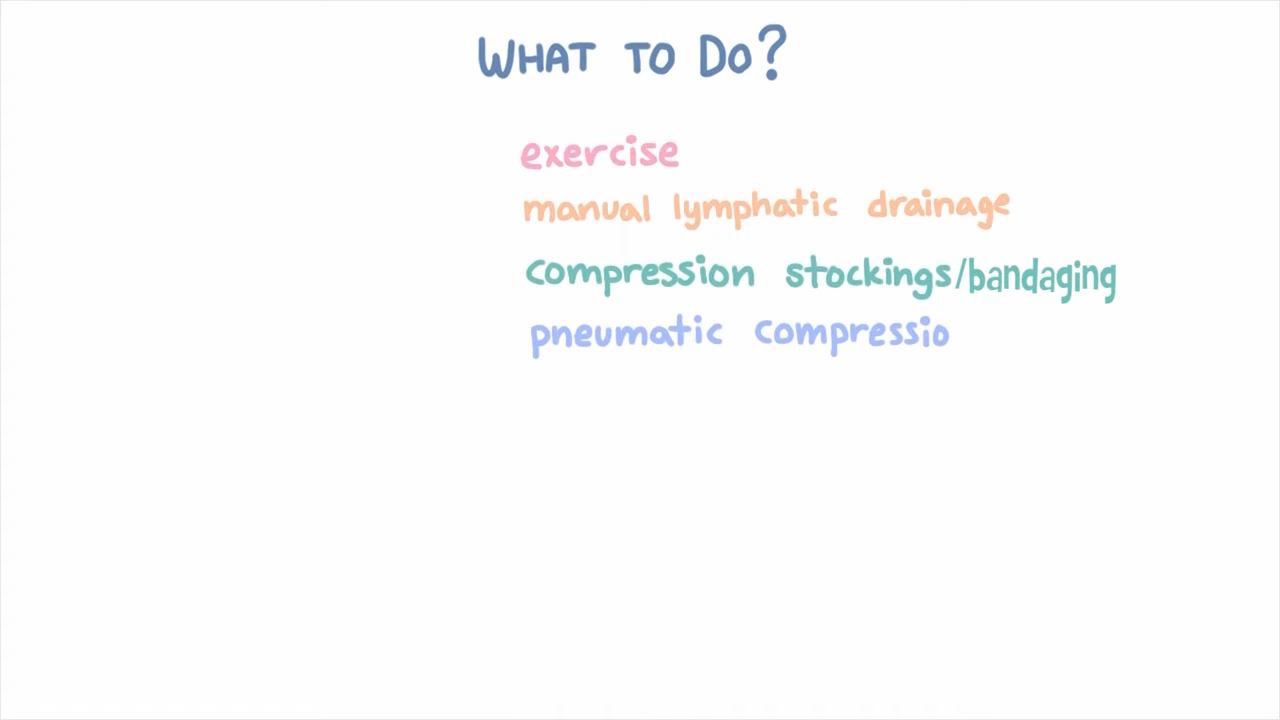 WHAT TO DO?
exercise
manual lymphatic drainage
compression stockings/bandaging
pneumatic compressio